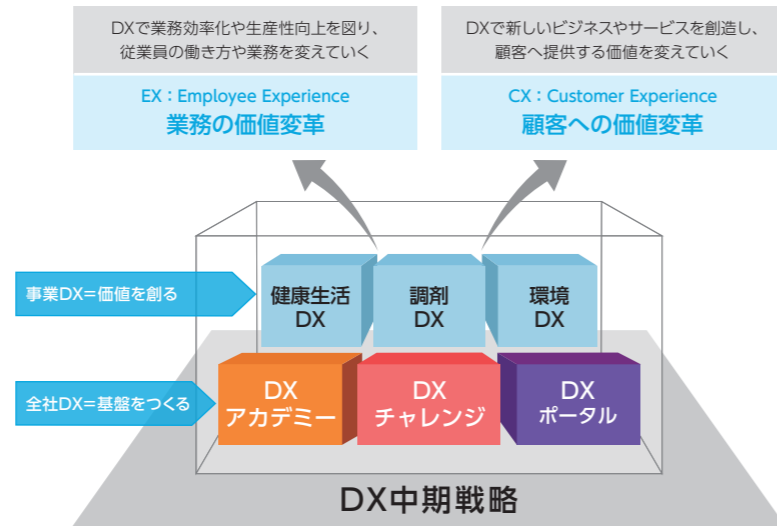 DXで業務効率化や生産性向上を図り、
従業員の働き方や業務を変えていく
EX：Employee Experience
業務の価値変革
DXで新しいビジネスやサービスを創造し、
顧客へ提供する価値を変えていく
CX：Customer Experience
顧客への価値変革
事業DX＝価値を創る
健康生活
DX
調剤
DX
環境
DX
全社DX＝基盤をつくる
DX
アカデミー
DX
チャレンジ
DX
ポータル
DX中期戦略